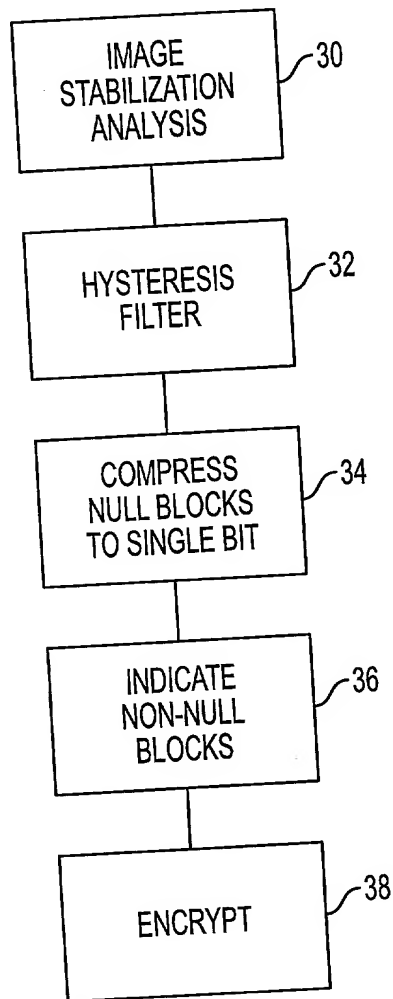 IMAGE
STABILIZATION
ANALYSIS
30
HYSTERESIS
FILTER
32
COMPRESS
NULL BLOCKS
TO SINGLE BIT
34
INDICATE
NON-NULL
BLOCKS
36
ENCRYPT
38